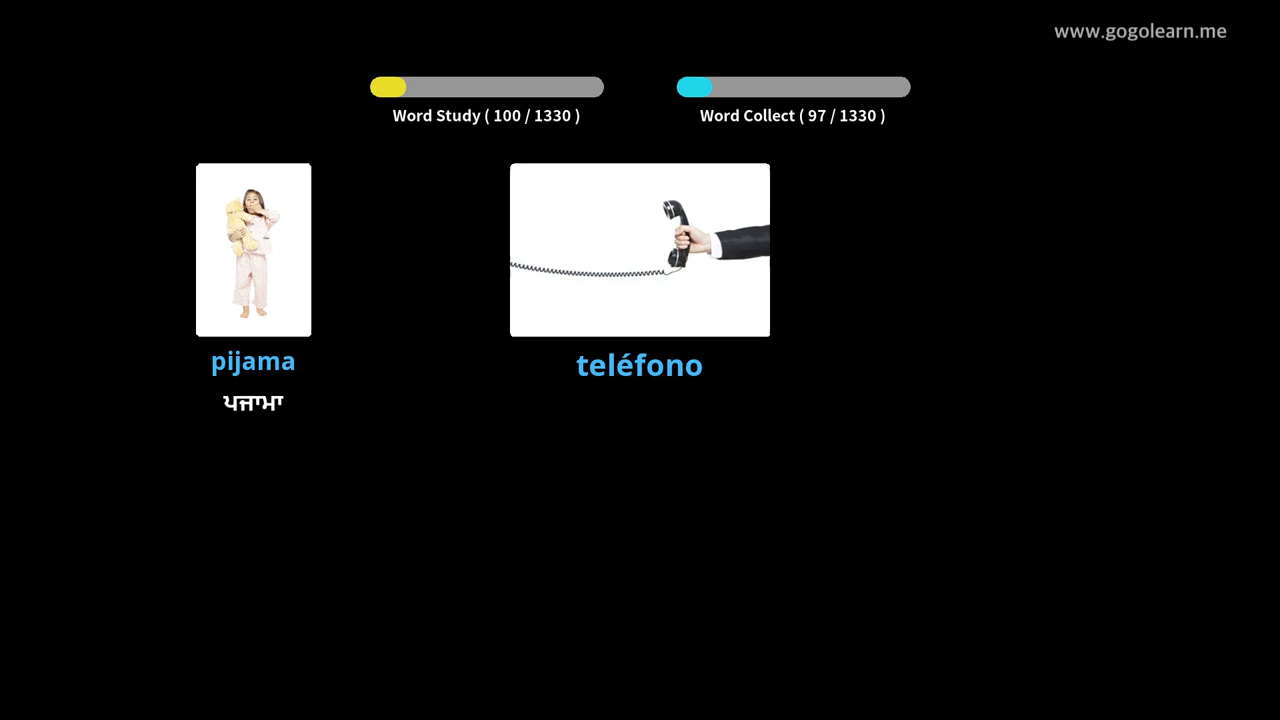 www.gogolearn.me
Word Study ( 100 / 1330 )
Word Collect ( 97 / 1330 )
pijama
ਪਜਾਮਾ
teléfono